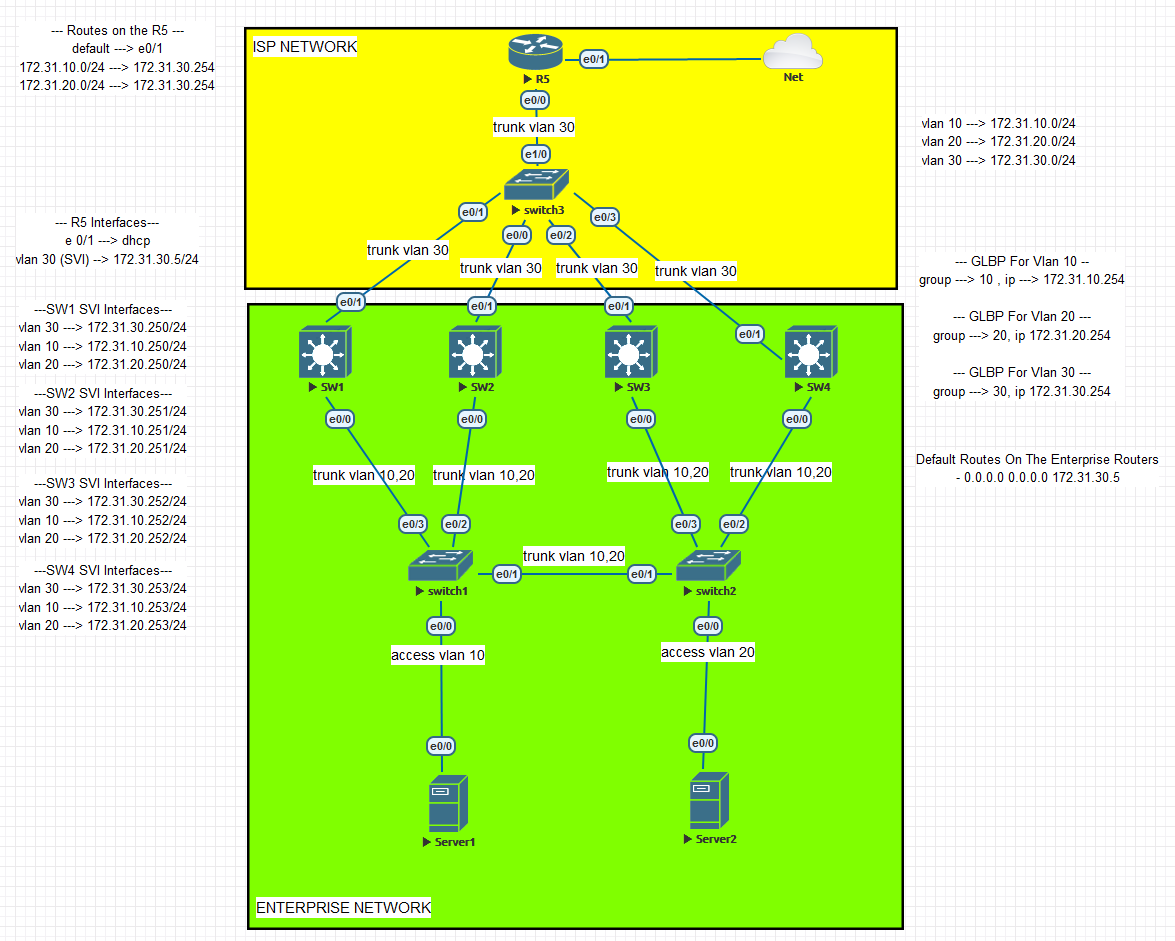 --- Routes on the R5 ---
default ---> e0/1
172.31.10.0/24 ---> 172.31.30.254
172.31.20.0/24 ---> 172.31.30.254
ISP NETWORK
R5
e0/1
Net
e0/0
trunk vlan 30
e1/0
switch3
e0/1
e0/0
e0/2
e0/3
trunk vlan 30
trunk vlan 30
trunk vlan 30
trunk vlan 30
vlan 10 ---> 172.31.10.0/24
vlan 20 ---> 172.31.20.0/24
vlan 30 ---> 172.31.30.0/24
--- R5 Interfaces---
e 0/1 ---> dhcp
vlan 30 (SVI) --> 172.31.30.5/24
--- GLBP For Vlan 10 --
group ---> 10 , ip ---> 172.31.10.254
--- GLBP For Vlan 20 ---
group ---> 20, ip 172.31.20.254
--- GLBP For Vlan 30 ---
group ---> 30, ip 172.31.30.254
Default Routes On The Enterprise Routers
- 0.0.0.0 0.0.0.0 172.31.30.5
---SW1 SVI Interfaces---
vlan 30 ---> 172.31.30.250/24
vlan 10 ---> 172.31.10.250/24
vlan 20 ---> 172.31.20.250/24
---SW2 SVI Interfaces---
vlan 30 ---> 172.31.30.251/24
vlan 10 ---> 172.31.10.251/24
vlan 20 ---> 172.31.20.251/24
---SW3 SVI Interfaces---
vlan 30 ---> 172.31.30.252/24
vlan 10 ---> 172.31.10.252/24
vlan 20 ---> 172.31.20.252/24
---SW4 SVI Interfaces---
vlan 30 ---> 172.31.30.253/24
vlan 10 ---> 172.31.10.253/24
vlan 20 ---> 172.31.20.253/24
e0/1
e0/1
e0/1
e0/1
SW1
SW2
SW3
SW4
e0/0
e0/0
e0/0
e0/0
trunk vlan 10,20
trunk vlan 10,20
trunk vlan 10,20
trunk vlan 10,20
e0/3
e0/2
e0/3
e0/2
trunk vlan 10,20
e0/1
e0/1
switch1
switch2
e0/0
e0/0
access vlan 10
access vlan 20
e0/0
e0/0
Server1
Server2
ENTERPRISE NETWORK